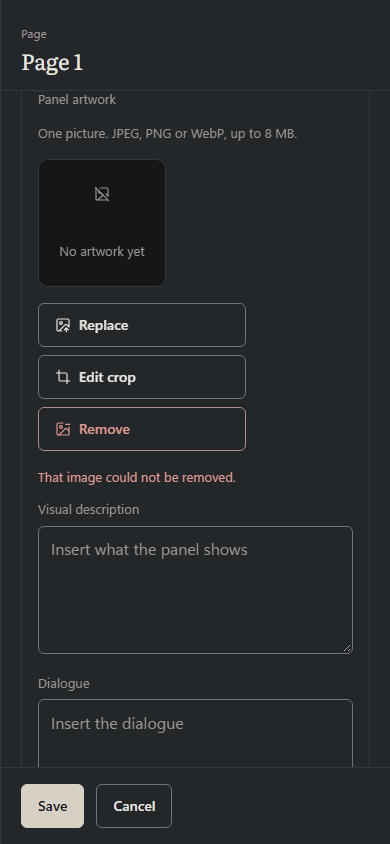 Page
Page 1
Panel artwork
One picture. JPEG, PNG or WebP, up to 8 MB.
No artwork yet
Replace
Edit crop
Remove
That image could not be removed.
Visual description
Insert what the panel shows
Dialogue
Insert the dialogue
Save
Cancel